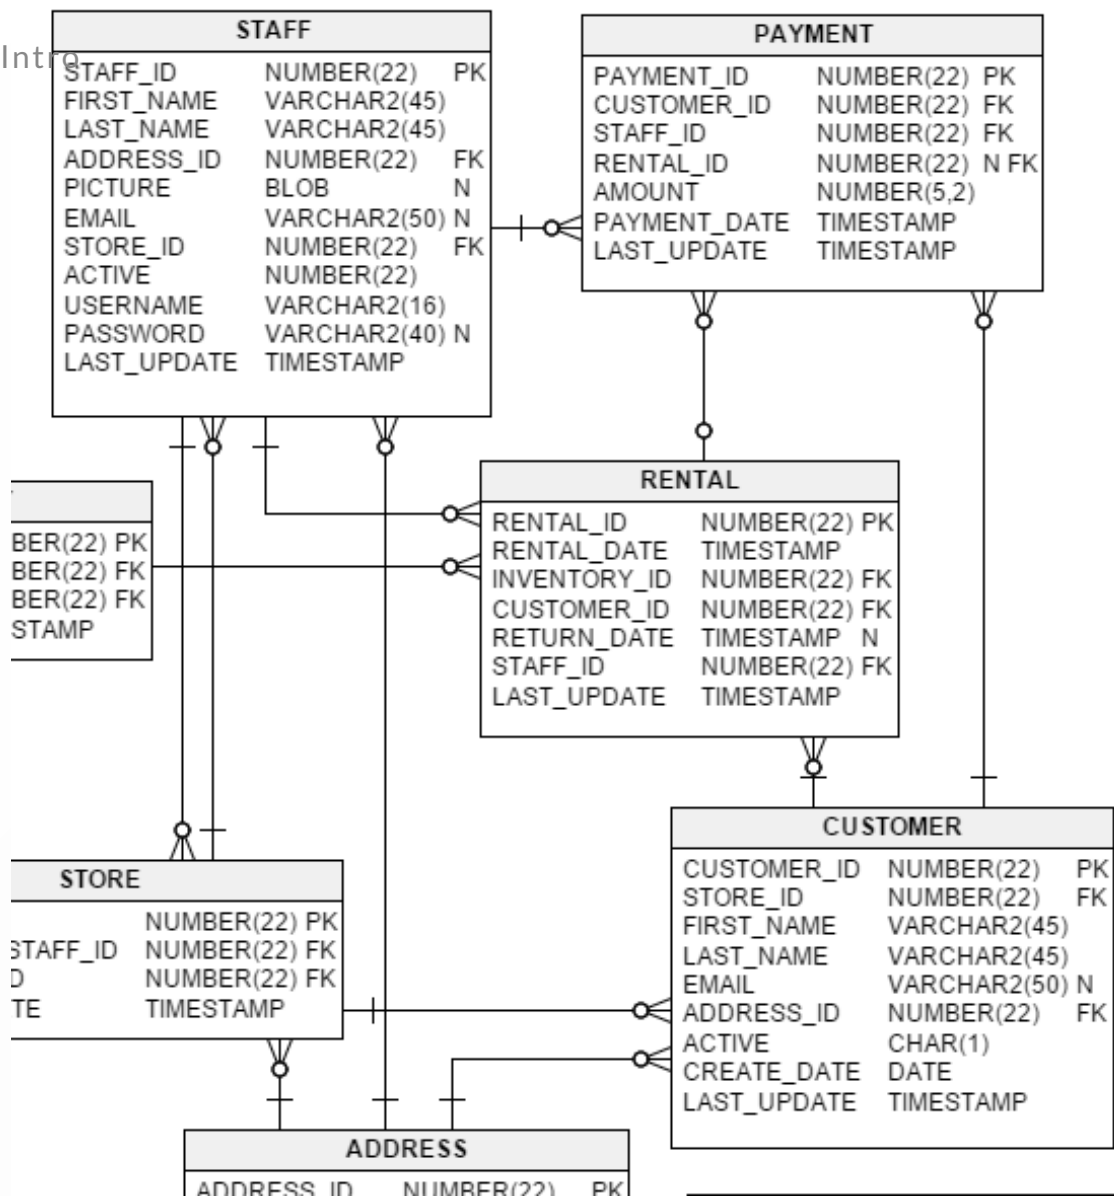 Intro
STAFF
STAFF_ID NUMBER(22) PK
FIRST_NAME VARCHAR2(45)
LAST_NAME VARCHAR2(45)
ADDRESS_ID NUMBER(22) FK
PICTURE BLOB N
EMAIL VARCHAR2(50) N
STORE_ID NUMBER(22) FK
ACTIVE NUMBER(22)
USERNAME VARCHAR2(16)
PASSWORD VARCHAR2(40) N
LAST_UPDATE TIMESTAMP
PAYMENT
PAYMENT_ID NUMBER(22) PK
CUSTOMER_ID NUMBER(22) FK
STAFF_ID NUMBER(22) FK
RENTAL_ID NUMBER(22) N FK
AMOUNT NUMBER(5,2)
PAYMENT_DATE TIMESTAMP
LAST_UPDATE TIMESTAMP
BER(22) PK
BER(22) FK
BER(22) FK
STAMP
RENTAL
RENTAL_ID NUMBER(22) PK
RENTAL_DATE TIMESTAMP
INVENTORY_ID NUMBER(22) FK
CUSTOMER_ID NUMBER(22) FK
RETURN_DATE TIMESTAMP N
STAFF_ID NUMBER(22) FK
LAST_UPDATE TIMESTAMP
STORE
NUMBER(22) PK
STAFF_ID NUMBER(22) FK
D NUMBER(22) FK
TE TIMESTAMP
CUSTOMER
CUSTOMER_ID NUMBER(22) PK
STORE_ID NUMBER(22) FK
FIRST_NAME VARCHAR2(45)
LAST_NAME VARCHAR2(45)
EMAIL VARCHAR2(50) N
ADDRESS_ID NUMBER(22) FK
ACTIVE CHAR(1)
CREATE_DATE DATE
LAST_UPDATE TIMESTAMP
ADDRESS
ADDRESS_ID NUMBER(22) PK